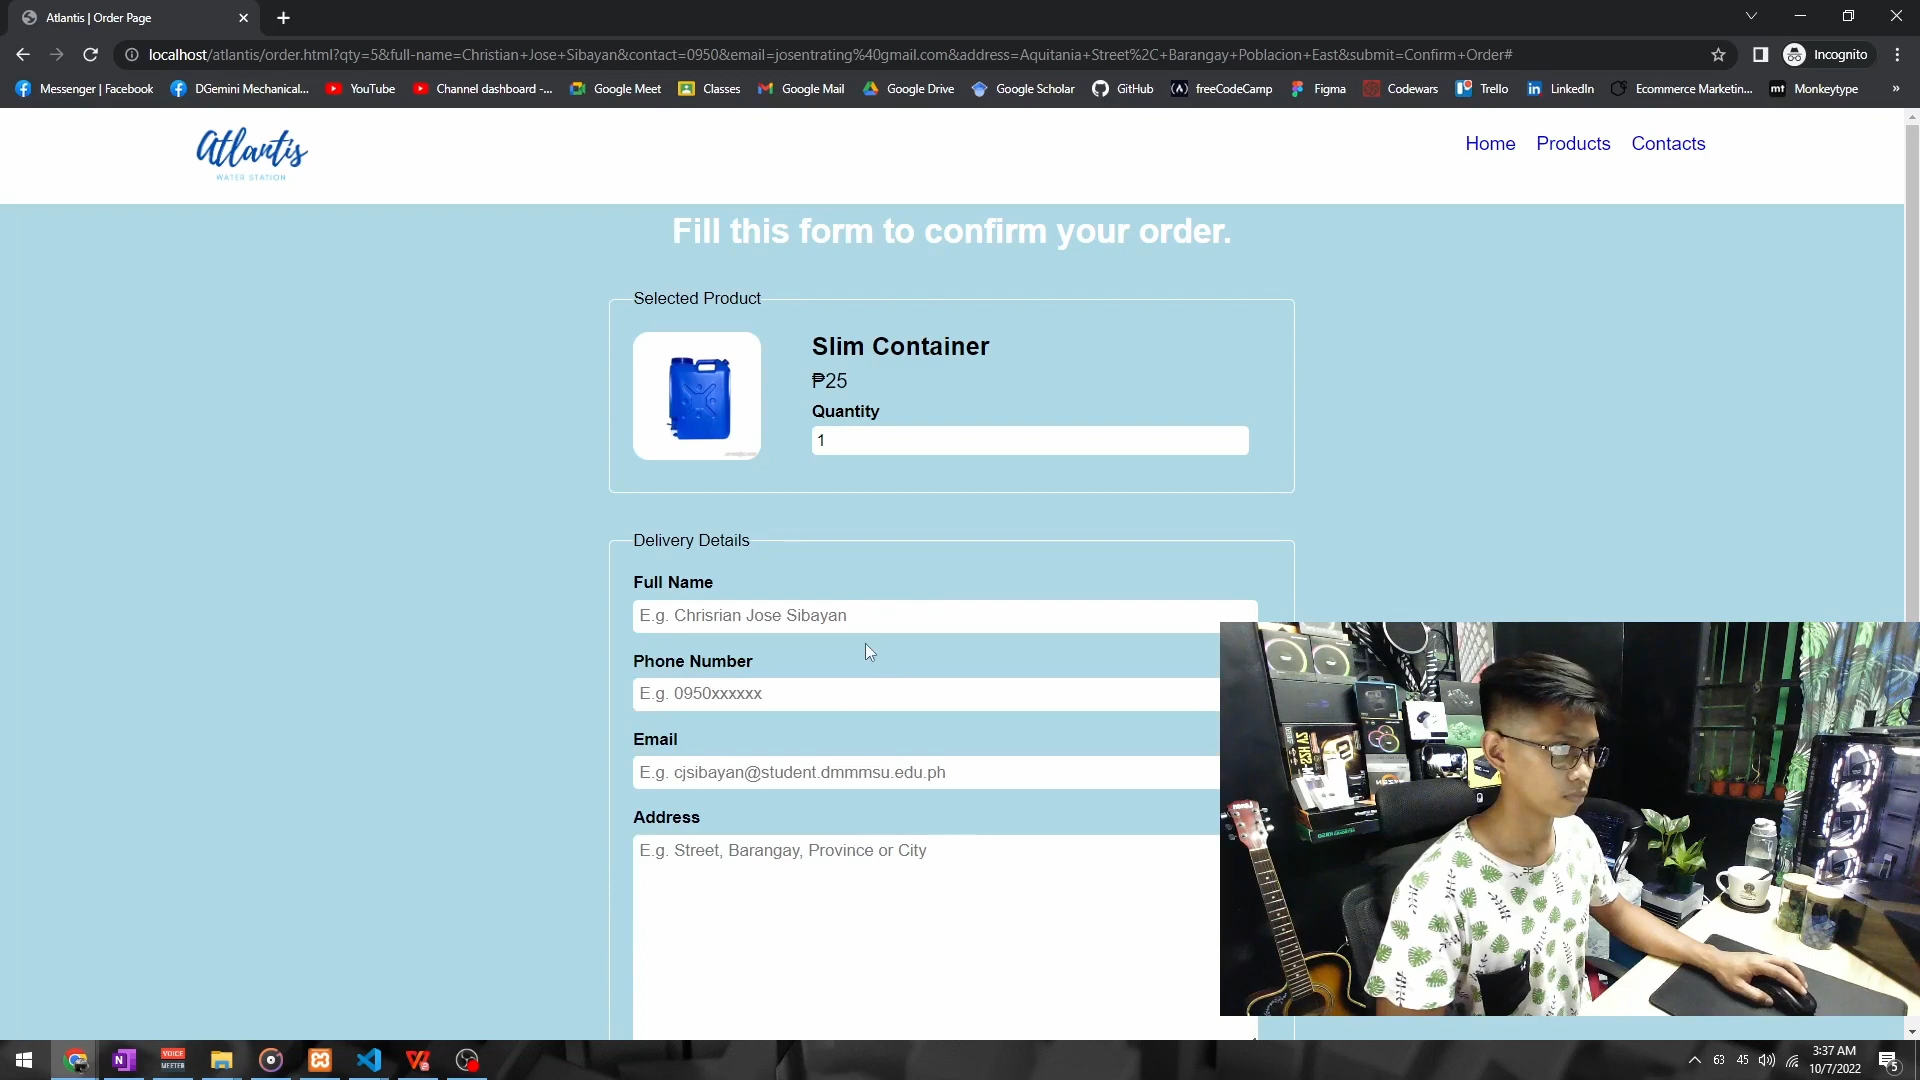 Atlantis | Order Page
localhost/atlantis/order.html?qty=5&full-name=Christian+Jose+Sibayan&contact=0950&email=josentrating%40gmail.com&address=Aquitania+Street%2C+Barangay+Poblacion+East&submit=Confirm+Order#
Incognito
Messenger | Facebook
DGemini Mechanical...
YouTube
Channel dashboard -...
Google Meet
Classes
Google Mail
Google Drive
Google Scholar
GitHub
freeCodeCamp
Figma
Codewars
Trello
LinkedIn
Ecommerce Marketin...
mt
Monkeytype
»
Atlantis
WATER STATION
Home
Products
Contacts
Fill this form to confirm your order.
Selected Product
Slim Container
₱25
Quantity
1
Delivery Details
Full Name
E.g. Chrisrian Jose Sibayan
Phone Number
E.g. 0950xxxxxx
Email
E.g. cjsibayan@student.dmmmsu.edu.ph
Address
E.g. Street, Barangay, Province or City
VOICE
MEETER
63
45
3:37 AM
10/7/2022
5